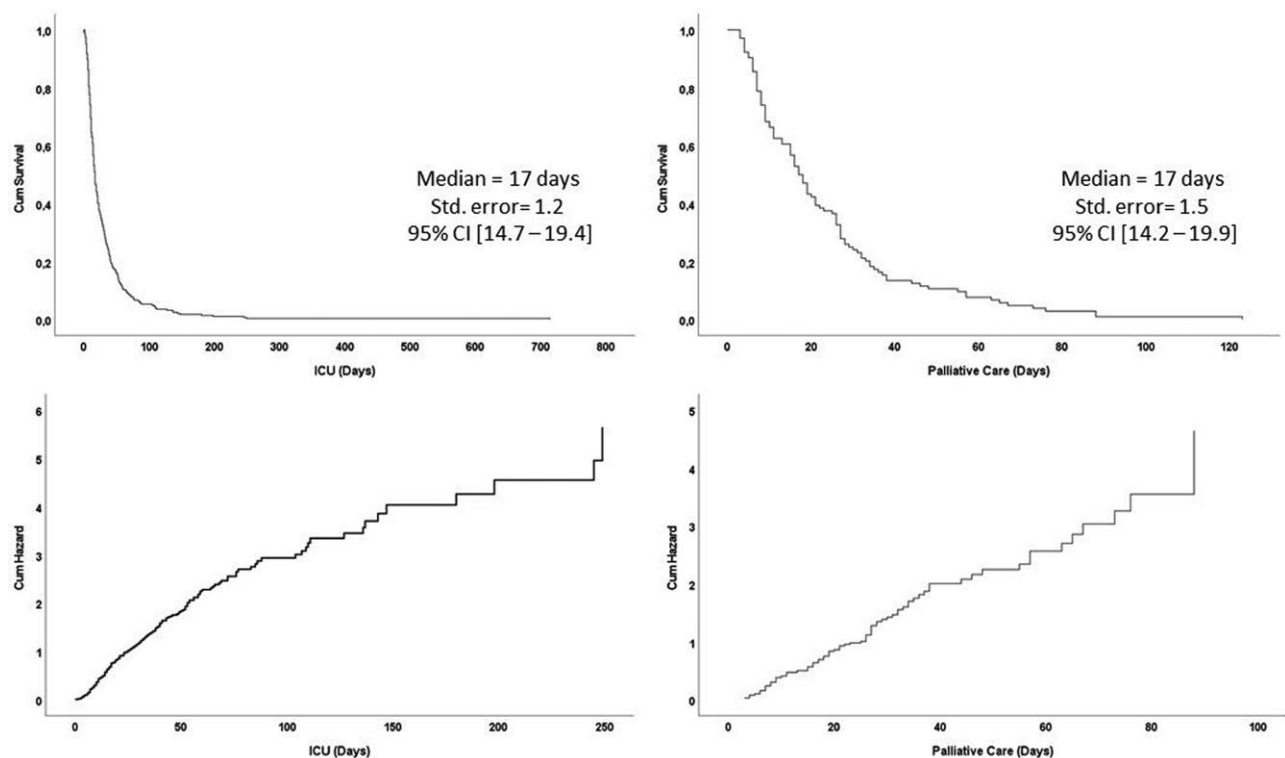 1,0
0,8
0,6
0,4
0,2
0,0
Cum Survival
Median = 17 days
Std. error= 1.2
95% CI [14.7 – 19.4]
0 100 200 300 400 500 600 700 800
ICU (Days)
1,0
0,8
0,6
0,4
0,2
0,0
Cum Survival
Median = 17 days
Std. error= 1.5
95% CI [14.2 – 19.9]
0 20 40 60 80 100 120
Palliative Care (Days)
6
5
4
3
2
1
0
Cum Hazard
0 50 100 150 200 250
ICU (Days)
5
4
3
2
1
0
Cum Hazard
0 20 40 60 80 100
Palliative Care (Days)